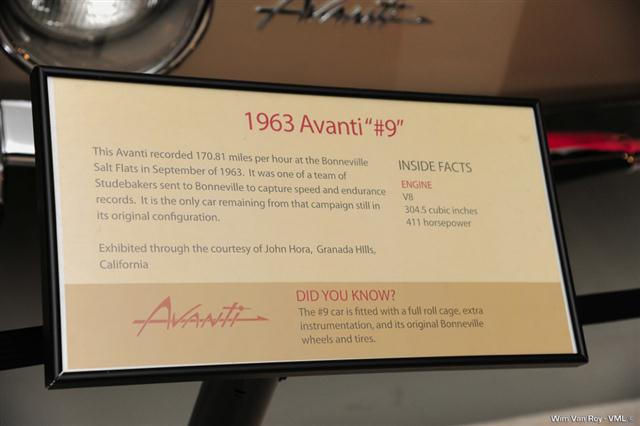 Avanti
1963 Avanti "#9"
This Avanti recorded 170.81 miles per hour at the Bonneviille
Salt Flats in September of 1963. It was one of a team of
Studebakers sent to Bonneville to capture speed and endurance
records. It is the only car remaining from that campaign still in
its original configuration.
Exhibited through the courtesy of John Hora, Granada HIlls,
California
INSIDE FACTS
ENGINE
V8
304.5 cubic inches
411 horsepower
AVANTI
DID YOU KNOW?
The #9 car is fitted with a full roll cage, extra
instrumentation, and its original Bonneville
wheels and tires.
Wim Van Roy - VML ©